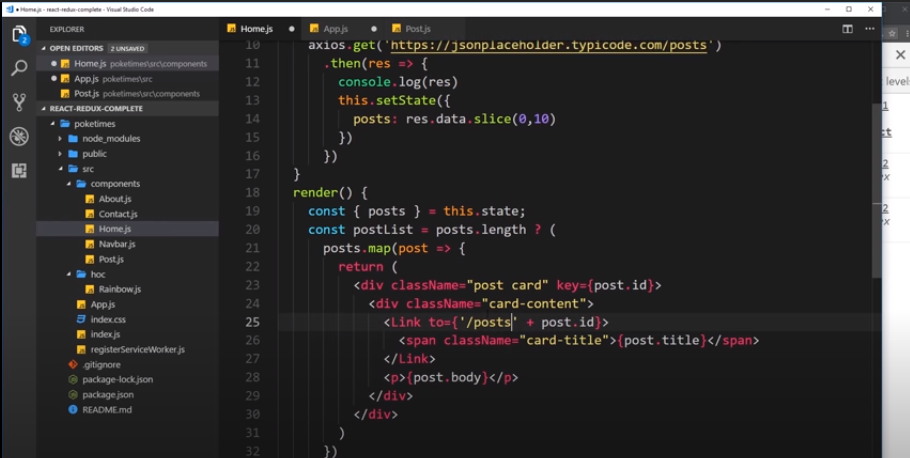 ● Home.js - react-redux-complete - Visual Studio Code
EXPLORER
OPEN EDITORS 2 UNSAVED
Home.js poketimes\src\components
App.js poketimes\src
Post.js poketimes\src\components
REACT-REDUX-COMPLETE
poketimes
node_modules
public
src
components
About.js
Contact.js
Home.js
Navbar.js
Post.js
hoc
Rainbow.js
App.js
index.css
index.js
registerServiceWorker.js
.gitignore
package-lock.json
package.json
README.md
Home.js
App.js
Post.js
10 axios.get('https://jsonplaceholder.typicode.com/posts')
11 .then(res => {
12 console.log(res)
13 this.setState({
14 posts: res.data.slice(0,10)
15 })
16 })
17 }
18 render() {
19 const { posts } = this.state;
20 const postList = posts.length ? (
21 posts.map(post => {
22 return (
23 <div className="post card" key={post.id}>
24 <div className="card-content">
25 <Link to={'/posts' + post.id}>
26 <span className="card-title">{post.title}</span>
27 </Link>
28 <p>{post.body}</p>
29 </div>
30 </div>
31 )
32 })
levels